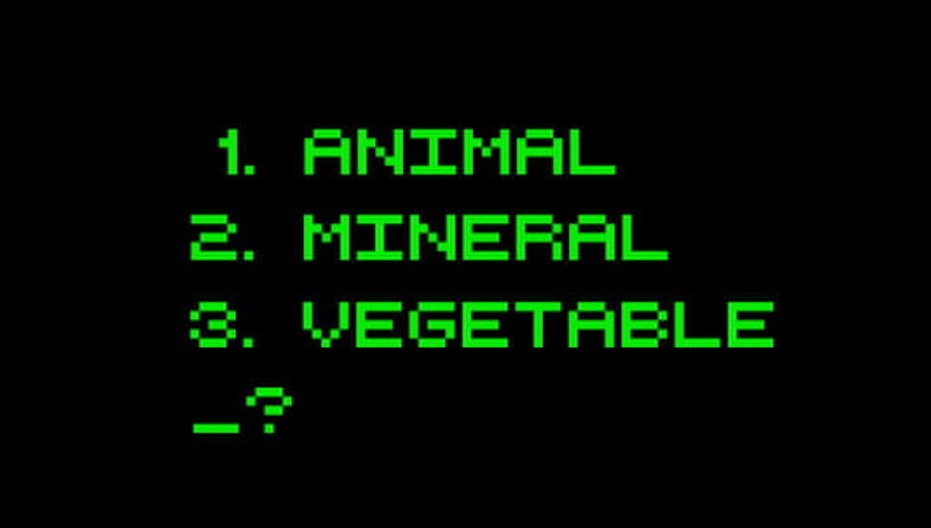 1. ANIMAL
2. MINERAL
3. VEGETABLE
_?